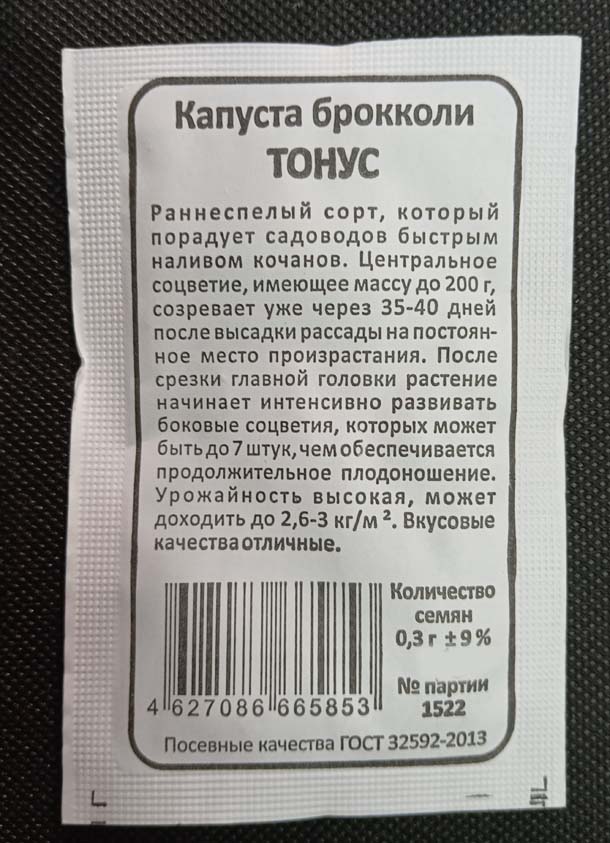 Капуста брокколи
ТОНУС
Раннеспелый сорт, который
порадует садоводов быстрым
наливом кочанов. Центральное
соцветие, имеющее массу до 200 г,
созревает уже через 35-40 дней
после высадки рассады на постоян-
ное место произрастания. После
срезки главной головки растение
начинает интенсивно развивать
боковые соцветия, которых может
быть до 7 штук, чем обеспечивается
продолжительное плодоношение.
Урожайность высокая, может
доходить до 2,6-3 кг/м ². Вкусовые
качества отличные.
Количество
семян
0,3 г ±9%
№ партии
1522
4 627086 665853
Посевные качества ГОСТ 32592-2013